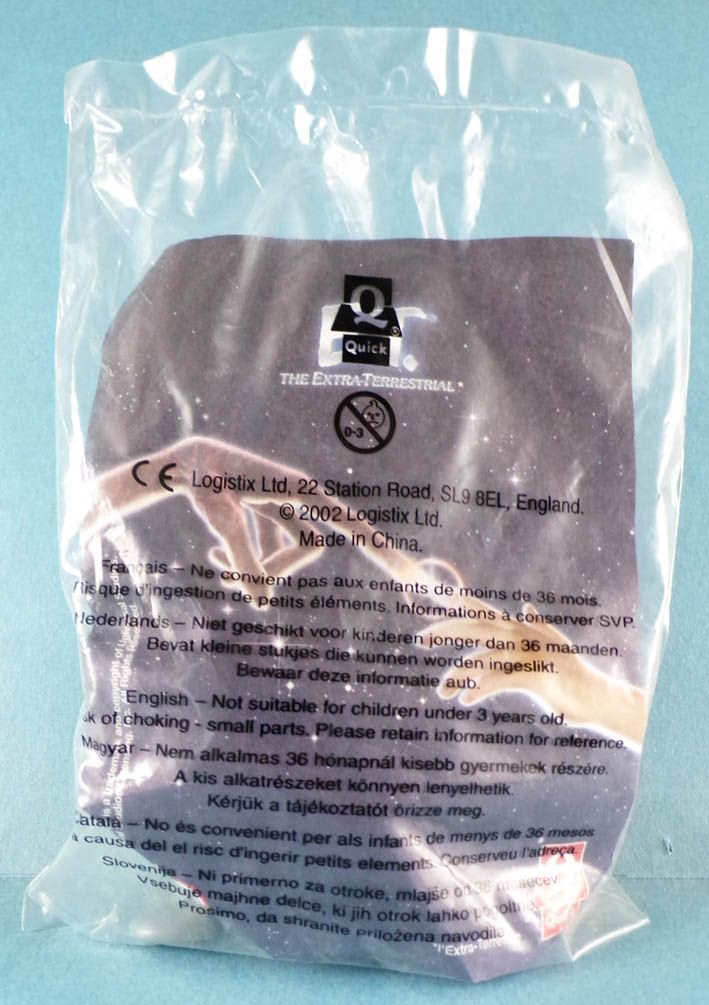 Q
Quick
E.T.
THE EXTRA-TERRESTRIAL
0-3
CE Logistix Ltd, 22 Station Road, SL9 8EL, England.
© 2002 Logistix Ltd.
Made in China.
Français – Ne convient pas aux enfants de moins de 36 mois.
Risque d'ingestion de petits éléments. Informations à conserver SVP.
Nederlands – Niet geschikt voor kinderen jonger dan 36 maanden.
Bevat kleine stukjes die kunnen worden ingeslikt.
Bewaar deze informatie aub.
English – Not suitable for children under 3 years old.
sk of choking - small parts. Please retain information for reference.
Magyar – Nem alkalmas 36 hónapnál kisebb gyermekek részére.
A kis alkatrészeket könnyen lenyelhetik.
Kérjük a tájékoztatót őrizze meg.
atalà – No és convenient per als infants de menys de 36 mesos
a causa del el risc d'ingerir petits elements. Conserveu l'adreça.
Slovenija – Ni primerno za otroke, mlajše od 36 mesecev
Vsebuje majhne delce, ki jih otrok lahko pogoltne.
Prosimo, da shranite priložena navodila
Q
Quick